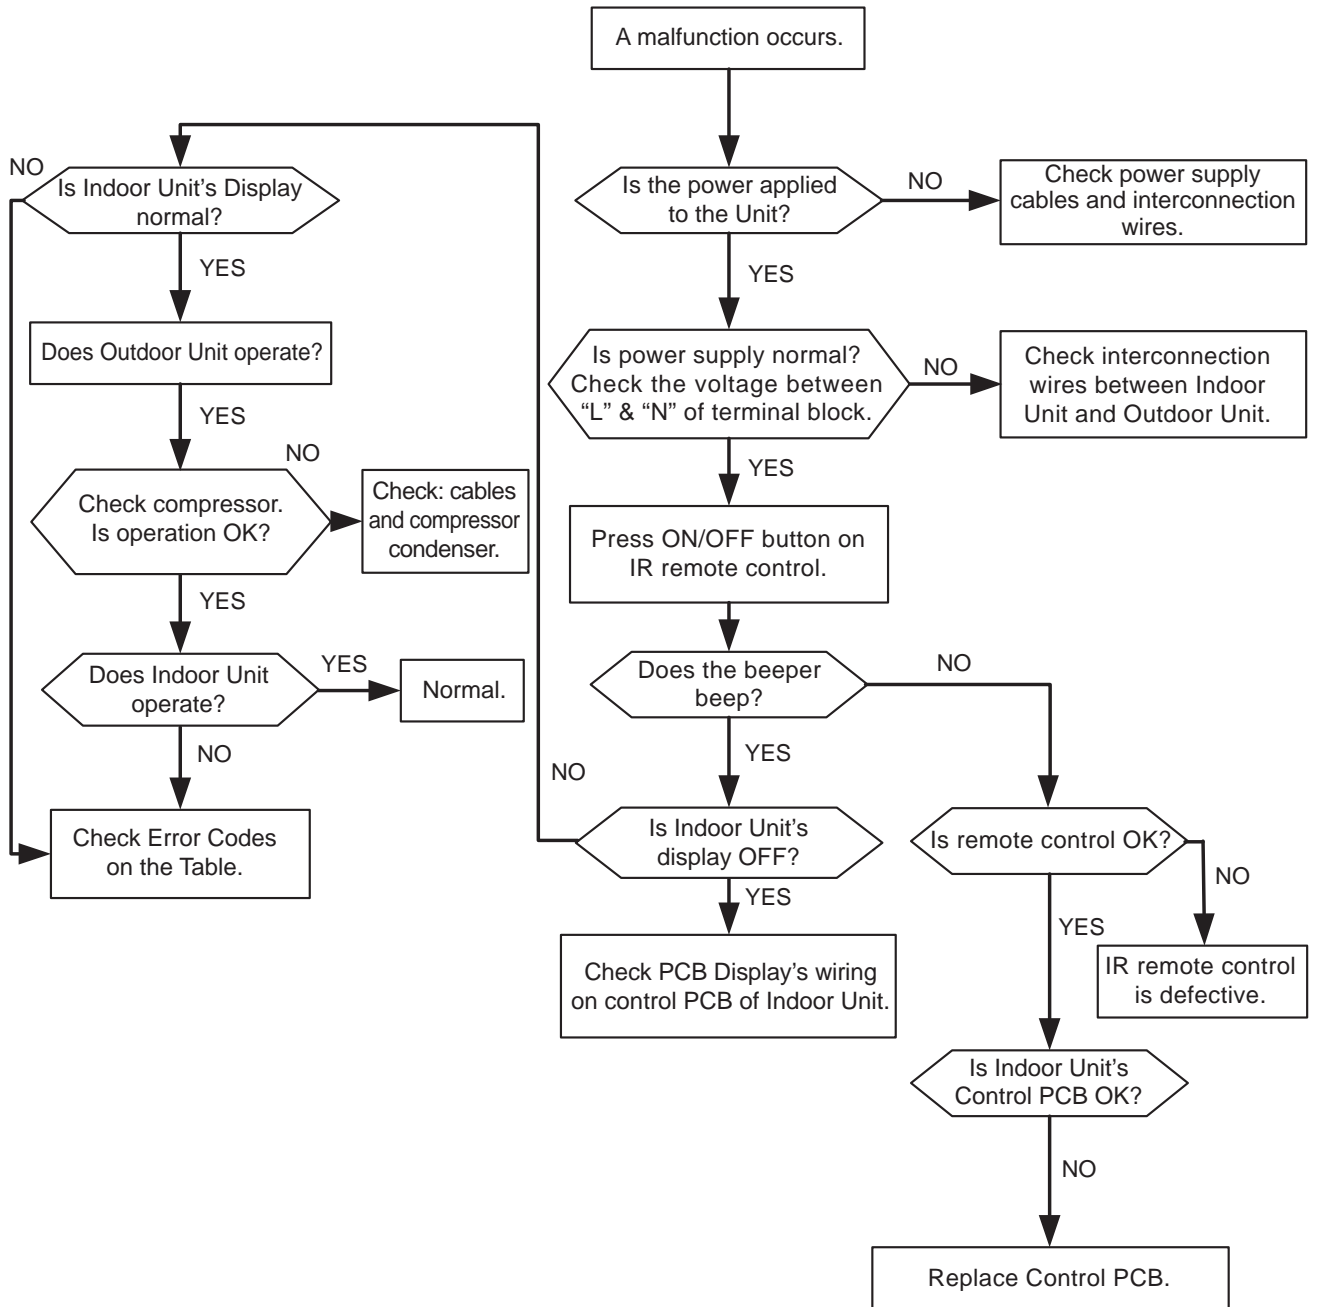 A malfunction occurs.
Is the power applied
to the Unit?
NO
Check power supply
cables and interconnection
wires.
YES
Is power supply normal?
Check the voltage between
“L” & “N” of terminal block.
NO
Check interconnection
wires between Indoor
Unit and Outdoor Unit.
YES
Press ON/OFF button on
IR remote control.
Does the beeper
beep?
NO
YES
Is Indoor Unit's
display OFF?
NO
YES
Check PCB Display's wiring
on control PCB of Indoor Unit.
Is remote control OK?
NO
IR remote control
is defective.
YES
Is Indoor Unit's
Control PCB OK?
NO
Replace Control PCB.
Is Indoor Unit's Display
normal?
NO
YES
Does Outdoor Unit operate?
YES
Check compressor.
Is operation OK?
NO
Check: cables
and compressor
condenser.
YES
Does Indoor Unit
operate?
YES
Normal.
NO
Check Error Codes
on the Table.